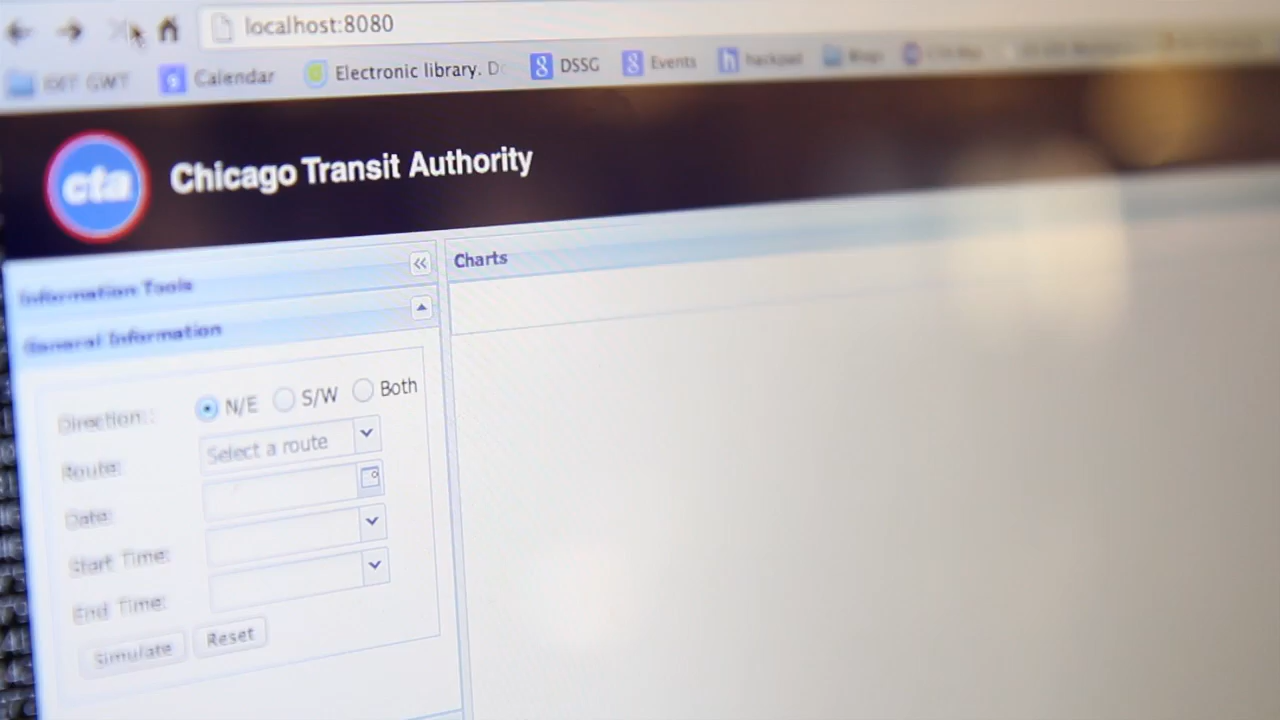 localhost:8080
Calendar
Electronic library.
DSSG
Events
hackpad
cta
Chicago Transit Authority
Information Tools
Charts
General Information
Direction:
N/E
S/W
Both
Route:
Select a route
Date:
Start Time:
End Time:
Simulate
Reset